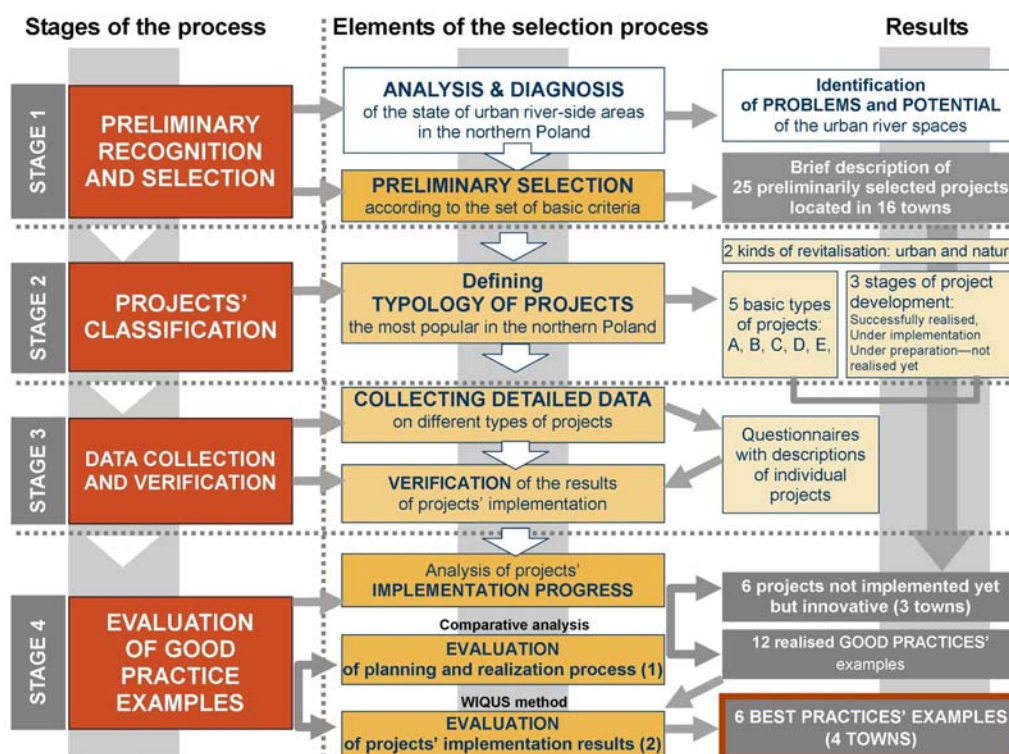 Stages of the process
Elements of the selection process
Results
STAGE 1
PRELIMINARY
RECOGNITION
AND SELECTION
ANALYSIS & DIAGNOSIS
of the state of urban river-side areas
in the northern Poland
Identification
of PROBLEMS and POTENTIAL
of the urban river spaces
PRELIMINARY SELECTION
according to the set of basic criteria
Brief description of
25 preliminarily selected projects
located in 16 towns
STAGE 2
PROJECTS’
CLASSIFICATION
Defining
TYPOLOGY OF PROJECTS
the most popular in the northern Poland
2 kinds of revitalisation: urban and nature
5 basic types
of projects:
A, B, C, D, E,
3 stages of project
development:
Successfully realised,
Under implementation
Under preparation—not
realised yet
STAGE 3
DATA COLLECTION
AND VERIFICATION
COLLECTING DETAILED DATA
on different types of projects
VERIFICATION of the results
of projects’ implementation
Questionnaires
with descriptions
of individual
projects
STAGE 4
EVALUATION
OF GOOD
PRACTICE
EXAMPLES
Analysis of projects’
IMPLEMENTATION PROGRESS
Comparative analysis
EVALUATION
of planning and realization process (1)
WIQUS method
EVALUATION
of projects’ implementation results (2)
6 projects not implemented yet
but innovative (3 towns)
12 realised GOOD PRACTICES’
examples
6 BEST PRACTICES’ EXAMPLES
(4 TOWNS)